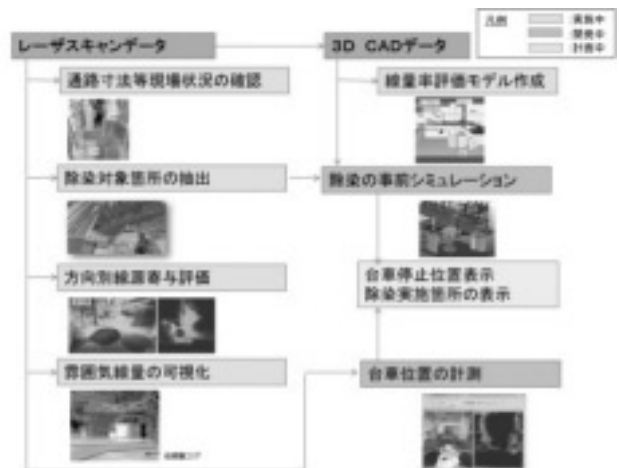 凡例
実施中
開発中
計画中
レーザスキャンデータ
3D CADデータ
通路寸法等現場状況の確認
線量率評価モデル作成
除染対象箇所の抽出
除染の事前シミュレーション
方向別線源寄与評価
台車停止位置表示
除染実施箇所の表示
雰囲気線量の可視化
台車位置の計測